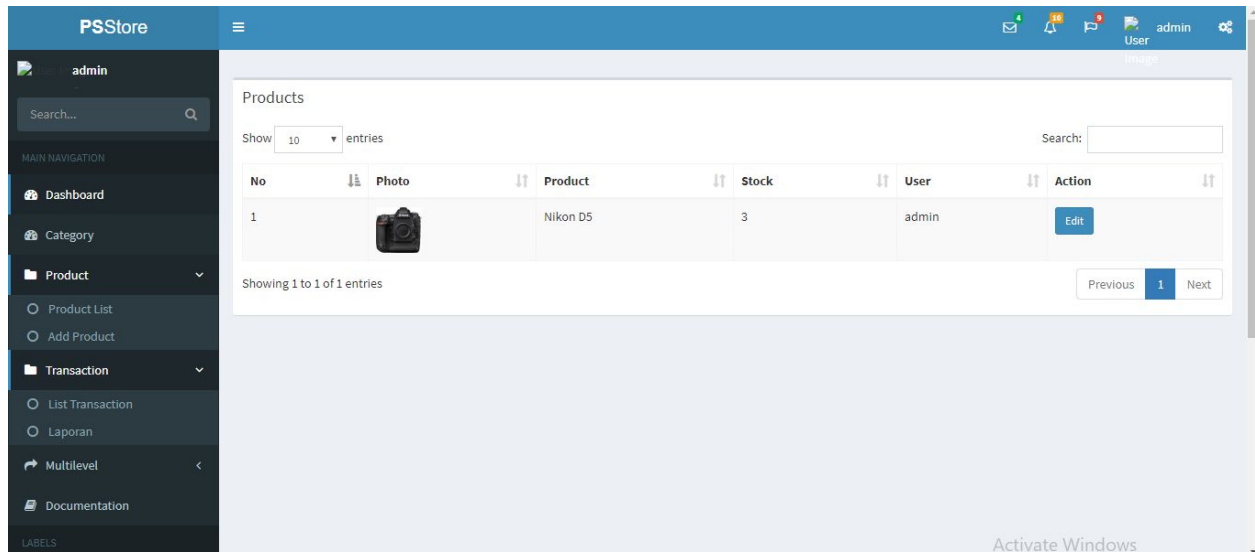 PSStore
4
10
9
User Image
admin
admin
Search...
MAIN NAVIGATION
Dashboard
Category
Product
Product List
Add Product
Transaction
List Transaction
Laporan
Multilevel
Documentation
LABELS
Products
Show 10 entries
Search:
No Photo Product Stock User Action
1 Nikon D5 3 admin Edit
Showing 1 to 1 of 1 entries
Previous 1 Next
Activate Windows